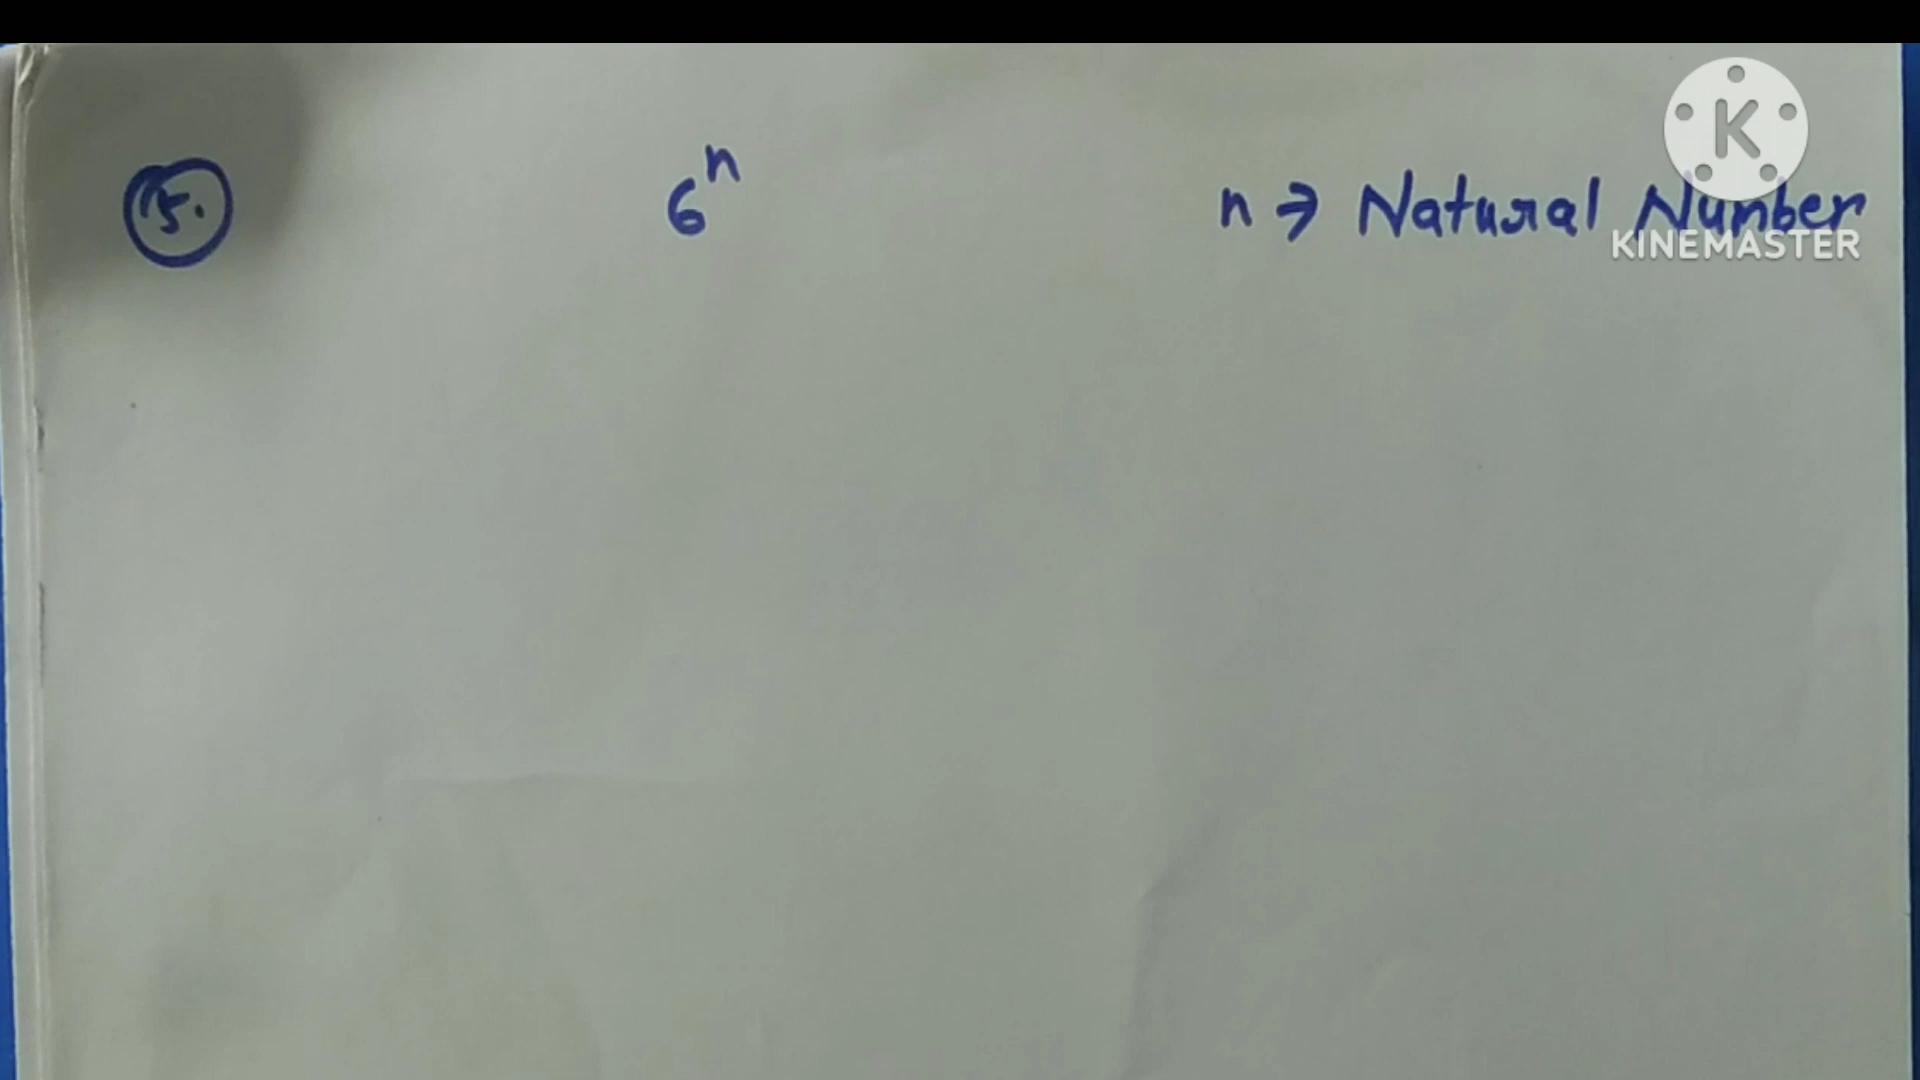 5. 6^n n → Natural Number
K
KINEMASTER